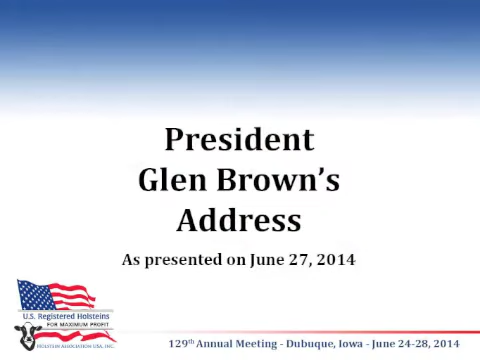 President
Glen Brown’s
Address
As presented on June 27, 2014
U.S. Registered Holsteins
FOR MAXIMUM PROFIT
HOLSTEIN ASSOCIATION USA, INC.
129th Annual Meeting - Dubuque, Iowa - June 24-28, 2014